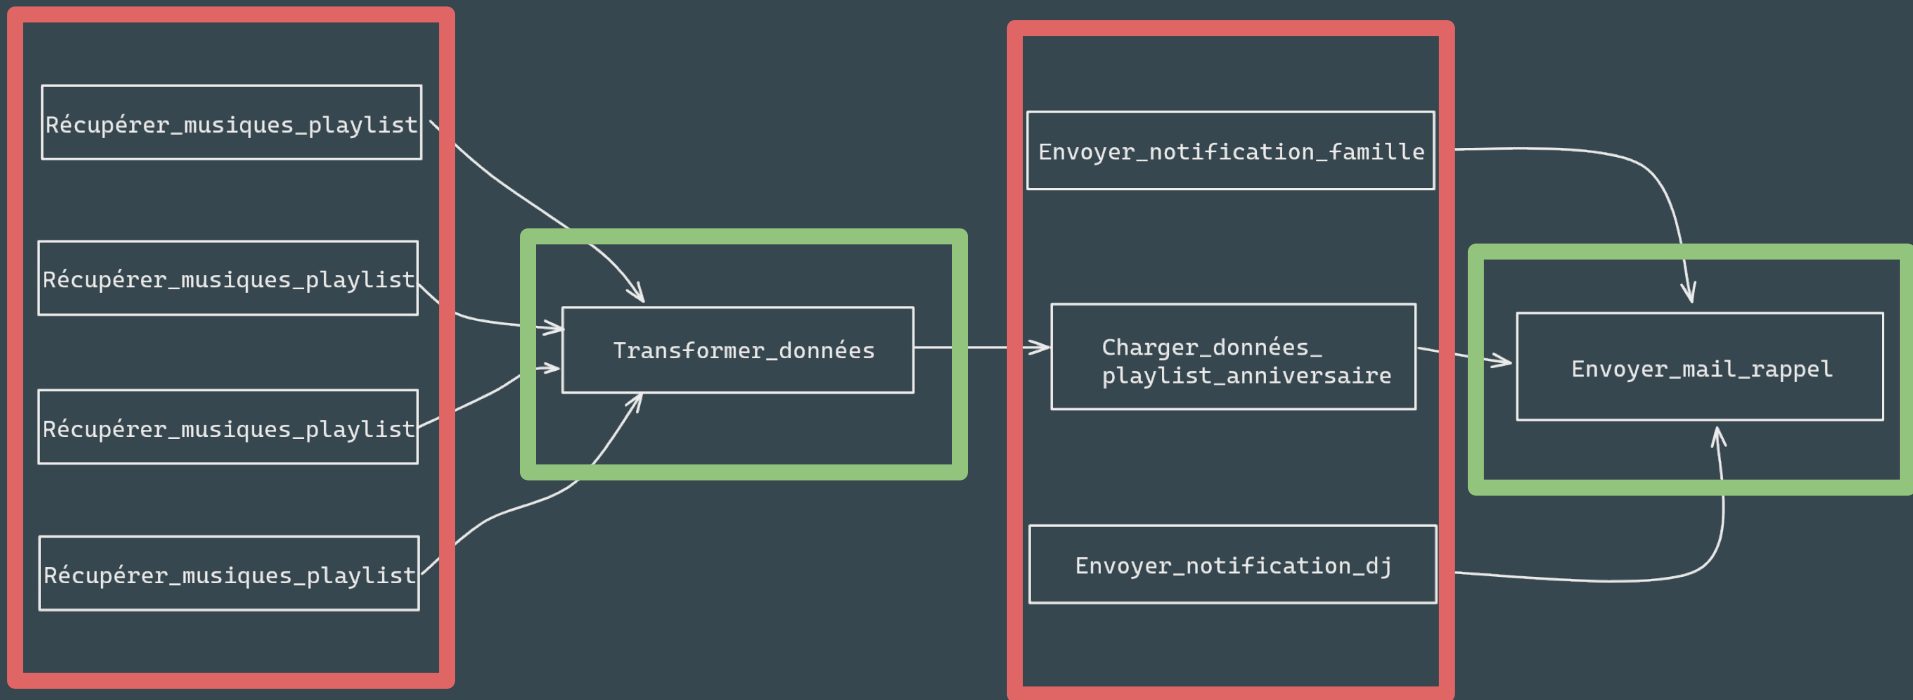 Récupérer_musiques_playlist
Récupérer_musiques_playlist
Récupérer_musiques_playlist
Récupérer_musiques_playlist
Transformer_données
Envoyer_notification_famille
Charger_données_
playlist_anniversaire
Envoyer_notification_dj
Envoyer_mail_rappel